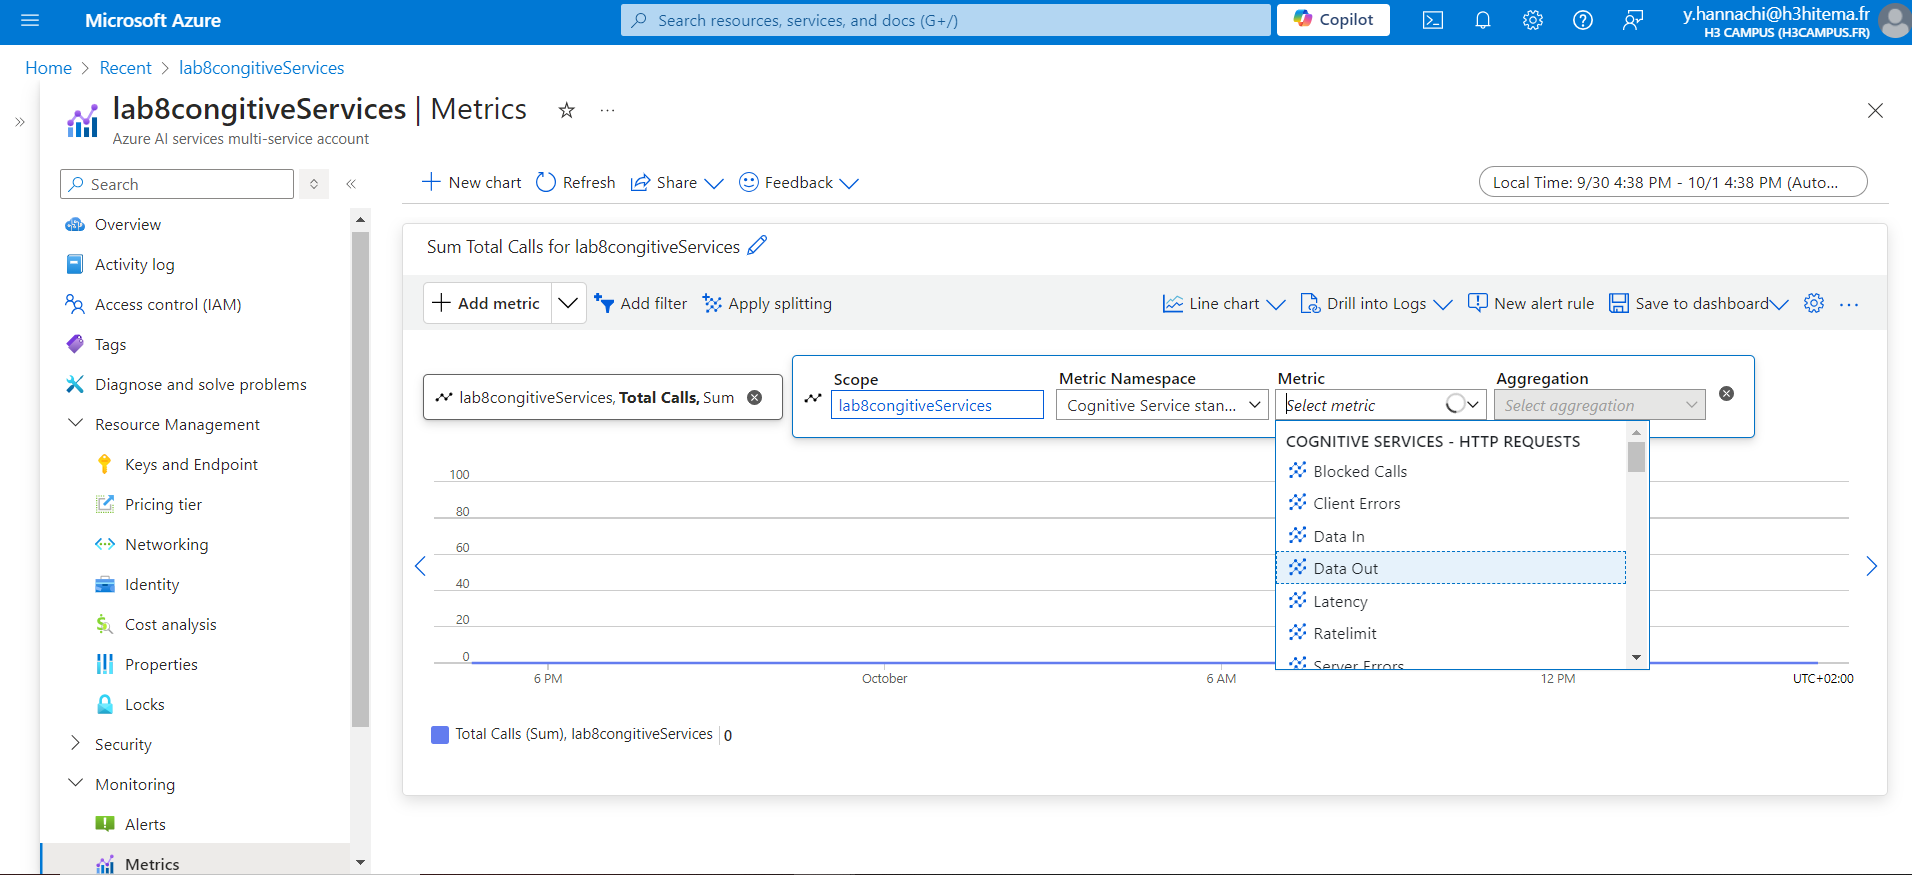 Microsoft Azure
Search resources, services, and docs (G+/)
Copilot
y.hannachi@h3hitema.fr
H3 CAMPUS (H3CAMPUS.FR)
Home > Recent > lab8congitiveServices
lab8congitiveServices | Metrics
Azure AI services multi-service account
Search
Overview
Activity log
Access control (IAM)
Tags
Diagnose and solve problems
Resource Management
Keys and Endpoint
Pricing tier
Networking
Identity
Cost analysis
Properties
Locks
Security
Monitoring
Alerts
Metrics
New chart
Refresh
Share
Feedback
Local Time: 9/30 4:38 PM - 10/1 4:38 PM (Auto...
Sum Total Calls for lab8congitiveServices
Add metric
Add filter
Apply splitting
Line chart
Drill into Logs
New alert rule
Save to dashboard
lab8congitiveServices, Total Calls, Sum
Scope
lab8congitiveServices
Metric Namespace
Cognitive Service stan...
Metric
Select metric
Aggregation
Select aggregation
COGNITIVE SERVICES - HTTP REQUESTS
Blocked Calls
Client Errors
Data In
Data Out
Latency
Ratelimit
Server Errors
100
80
60
40
20
0
6 PM
October
6 AM
12 PM
UTC+02:00
Total Calls (Sum), lab8congitiveServices
0